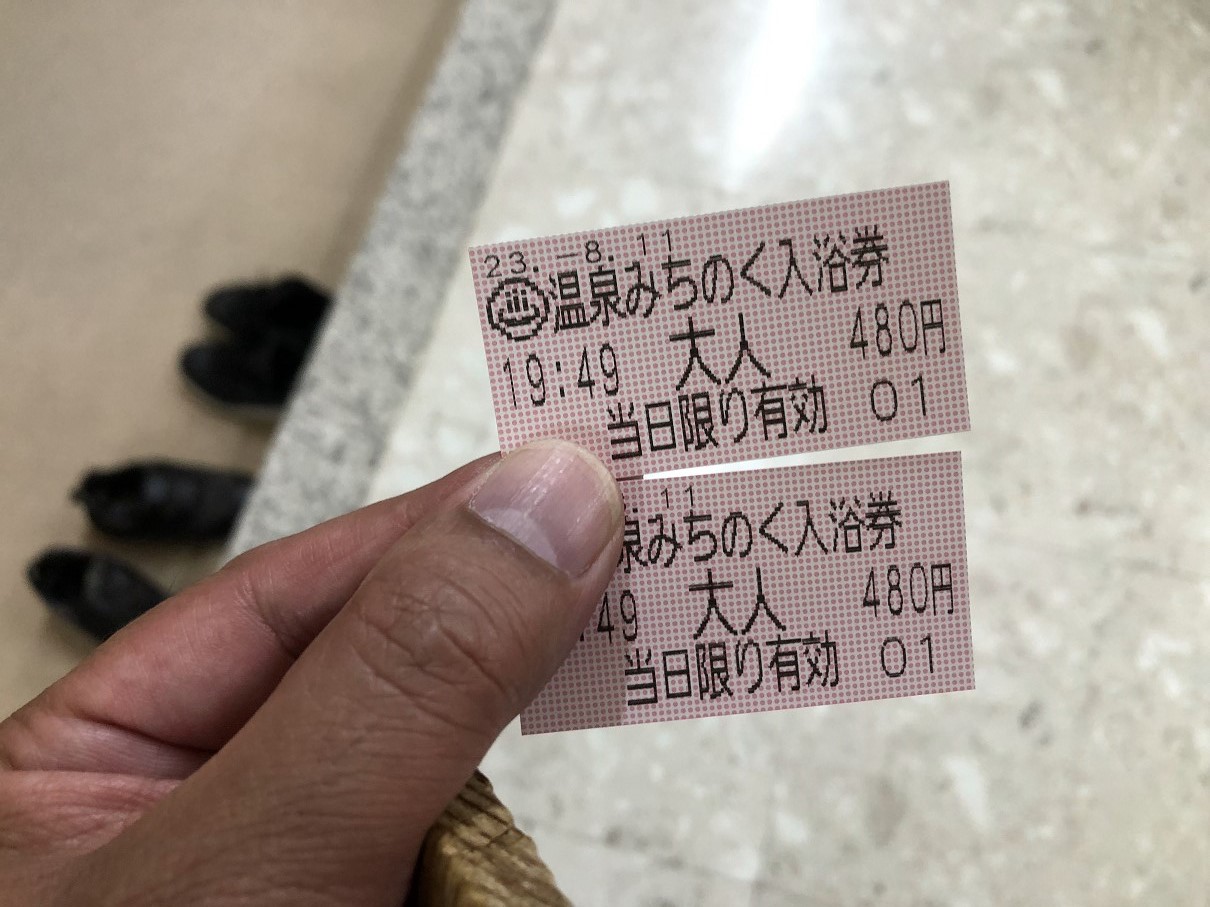 23.-8.11
♨温泉みちのく入浴券
19:49 大人 480円
当日限り有効 01
11
泉みちのく入浴券
:49 大人 480円
当日限り有効 01